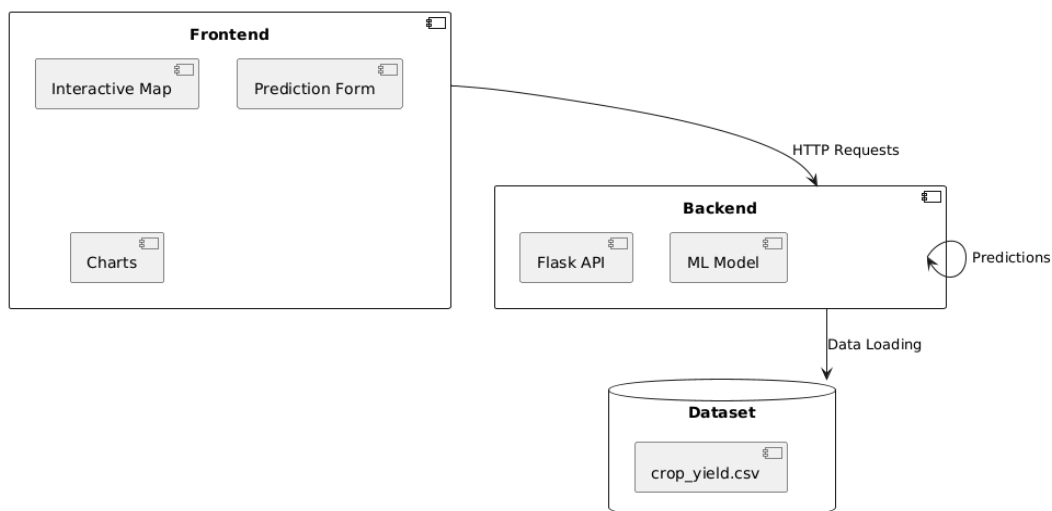 Frontend
Interactive Map
Prediction Form
Charts
HTTP Requests
Backend
Flask API
ML Model
Predictions
Data Loading
Dataset
crop_yield.csv